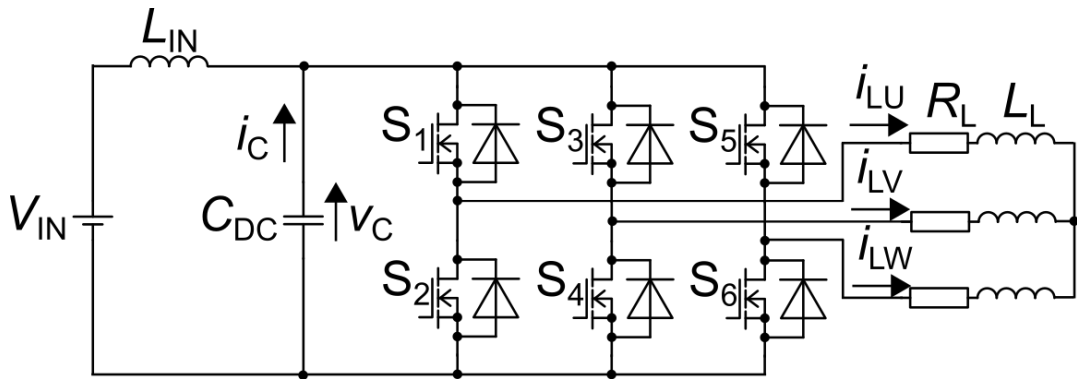 L_IN
i_LU
R_L
L_L
S_1
S_3
S_5
i_C
i_LV
V_IN
C_DC
v_C
i_LW
S_2
S_4
S_6